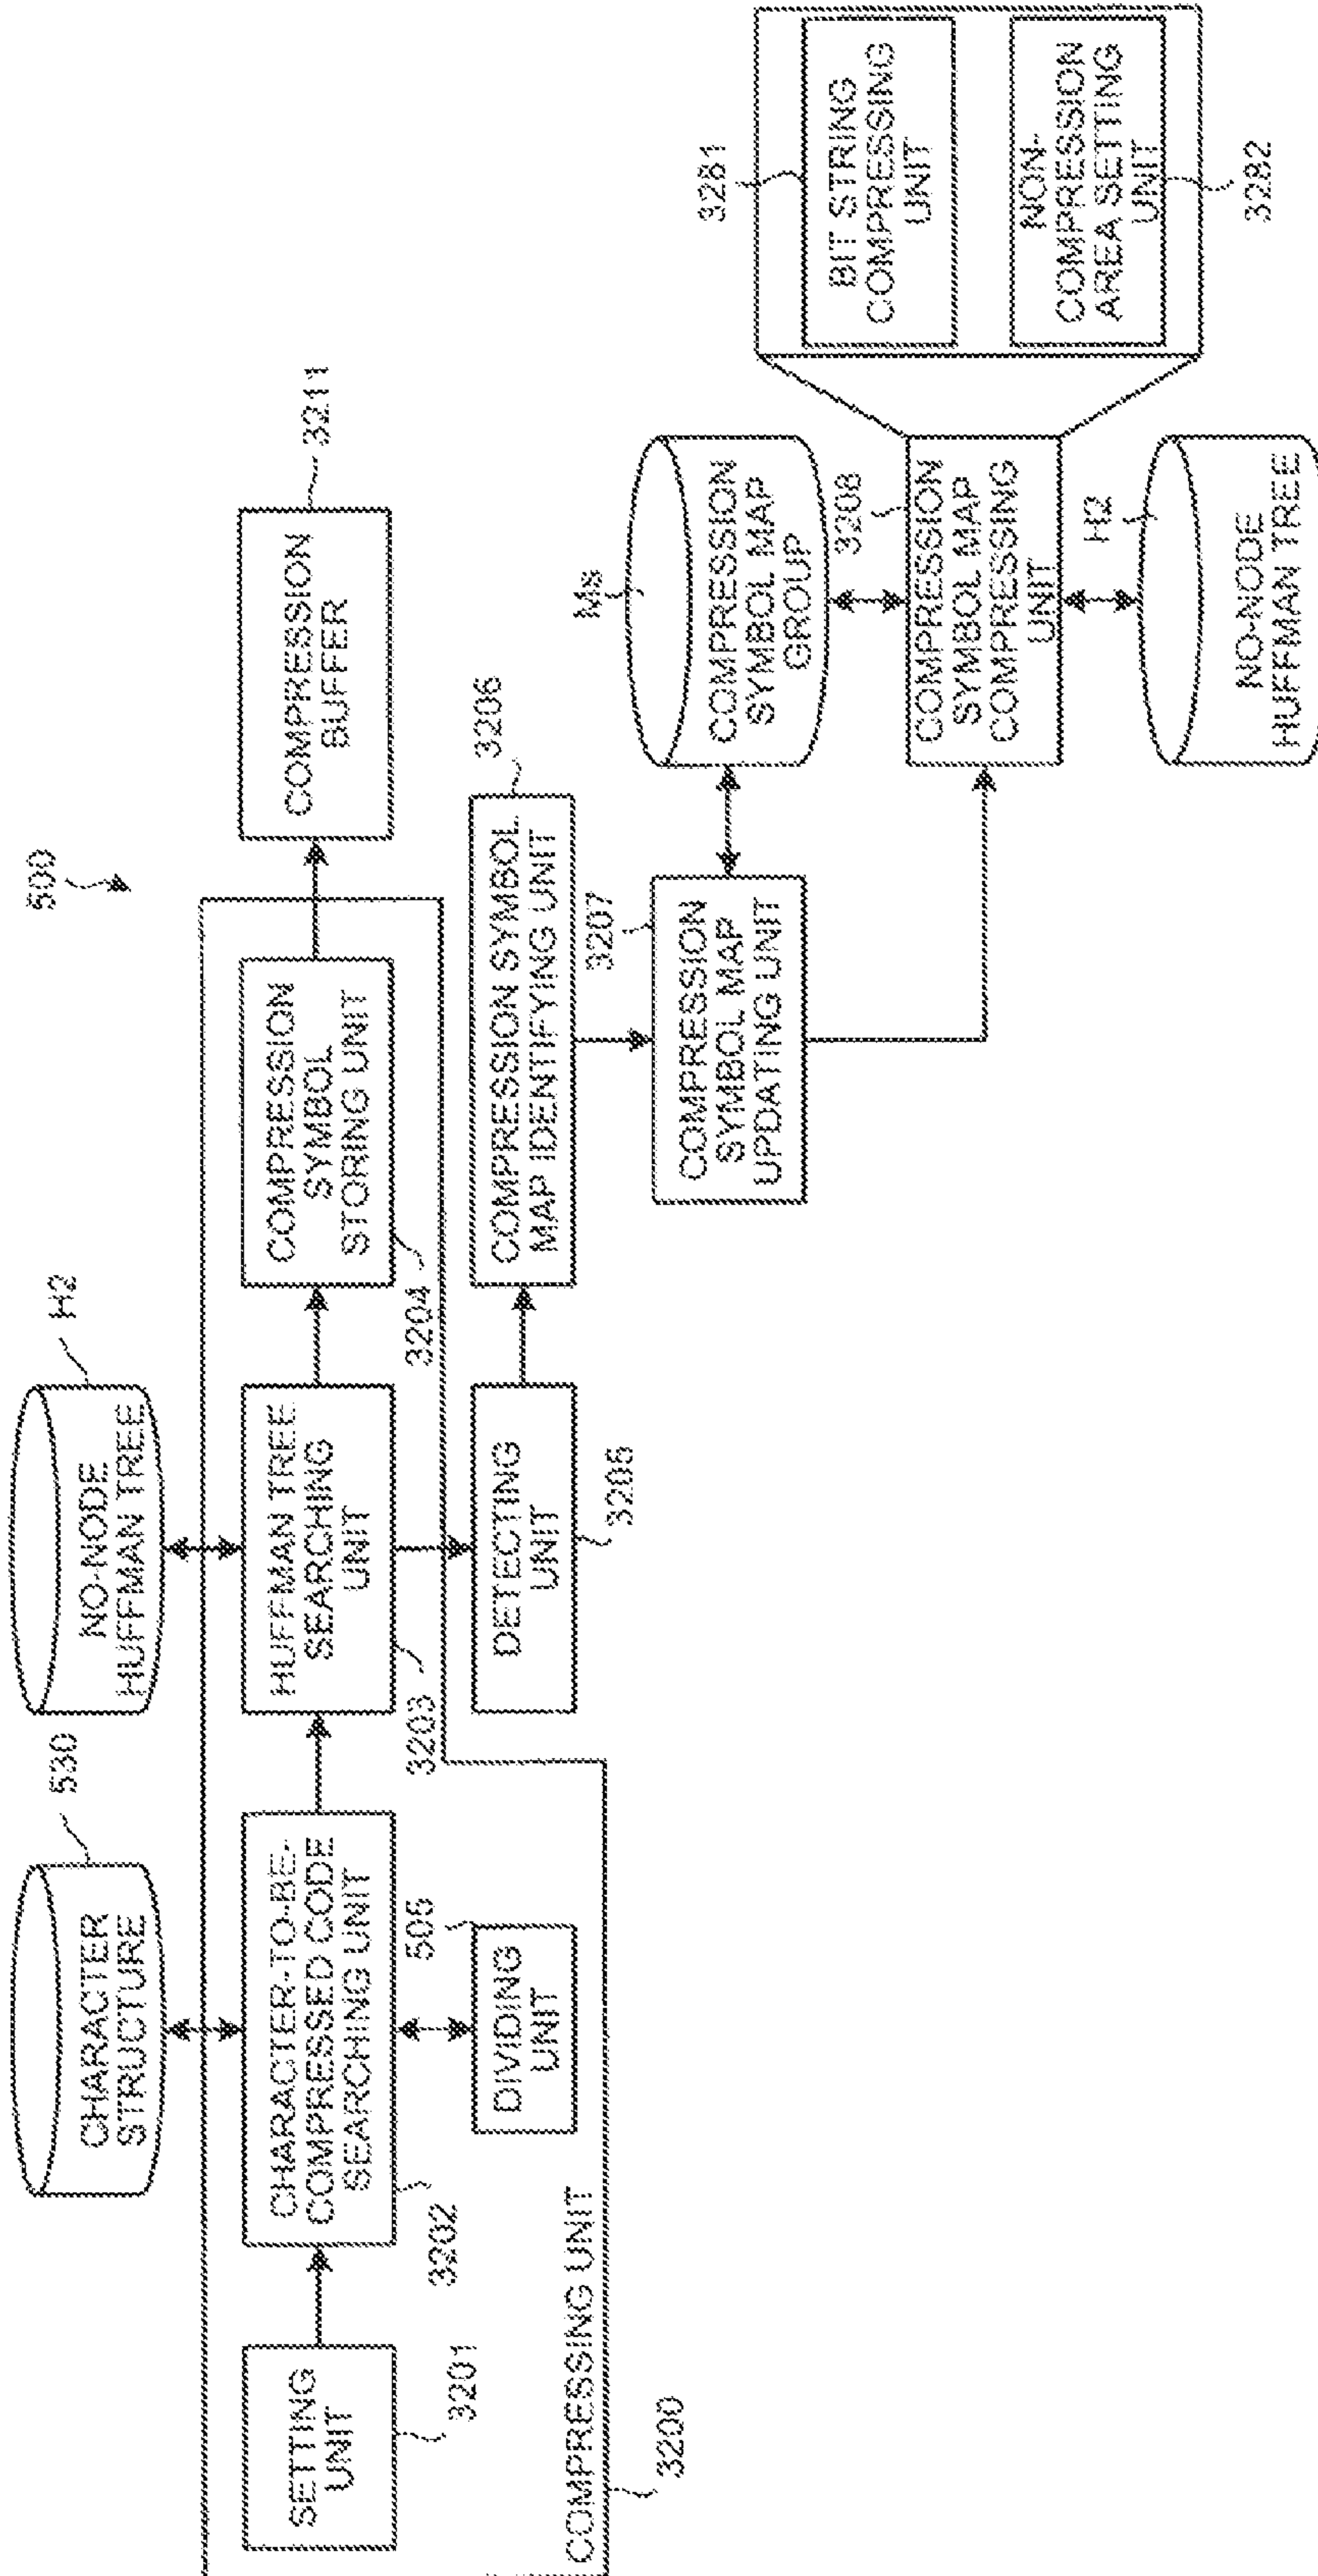 500
CHARACTER
STRUCTURE
530
NO-NODE
HUFFMAN TREE
H2
SETTING
UNIT
3201
CHARACTER-TO-BE-
COMPRESSED CODE
SEARCHING UNIT
3202
HUFFMAN TREE
SEARCHING
UNIT
3203
COMPRESSION
SYMBOL
STORING UNIT
3204
COMPRESSION
BUFFER
3211
DIVIDING
UNIT
505
COMPRESSING UNIT
3200
DETECTING
UNIT
3205
COMPRESSION SYMBOL
MAP IDENTIFYING UNIT
3206
COMPRESSION
SYMBOL MAP
UPDATING UNIT
3207
COMPRESSION
SYMBOL MAP
GROUP
Ms
COMPRESSION
SYMBOL MAP
COMPRESSING
UNIT
3208
NO-NODE
HUFFMAN TREE
H2
BIT STRING
COMPRESSING
UNIT
3281
NON-
COMPRESSION
AREA SETTING
UNIT
3282